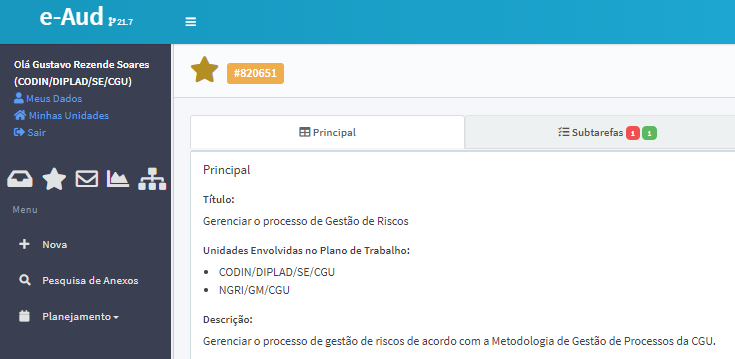 e-Aud 21.7
Olá Gustavo Rezende Soares
(CODIN/DIPLAD/SE/CGU)
Meus Dados
Minhas Unidades
Sair
Menu
Nova
Pesquisa de Anexos
Planejamento
#820651
Principal
Subtarefas 1 1
Principal
Título:
Gerenciar o processo de Gestão de Riscos
Unidades Envolvidas no Plano de Trabalho:
• CODIN/DIPLAD/SE/CGU
• NGRI/GM/CGU
Descrição:
Gerenciar o processo de gestão de riscos de acordo com a Metodologia de Gestão de Processos da CGU.